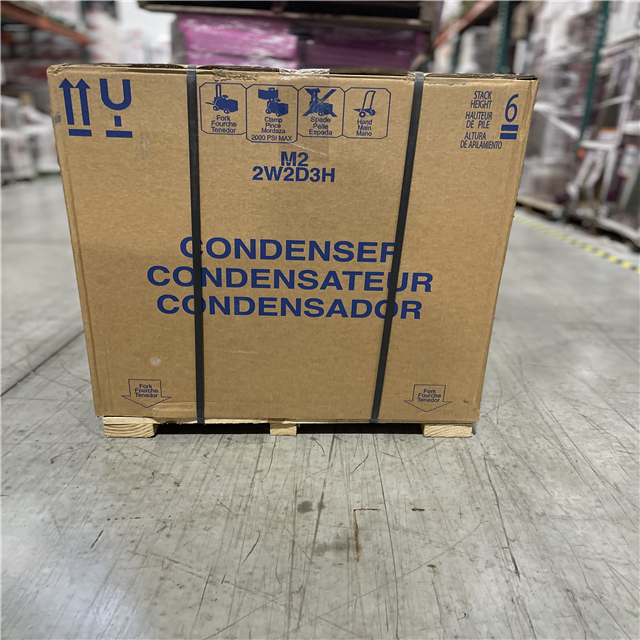 Fork
Fourche
Tenedor
Clamp
Pince
Mordaza
2000 PSI MAX
Spade
Pelle
Espada
Hand
Main
Mano
STACK
HEIGHT
HAUTEUR
DE PILE
ALTURA
DE APILAMIENTO
6
M2
2W2D3H
CONDENSER
CONDENSATEUR
CONDENSADOR
Fork
Fourche
Tenedor
Fork
Fourche
Tenedor